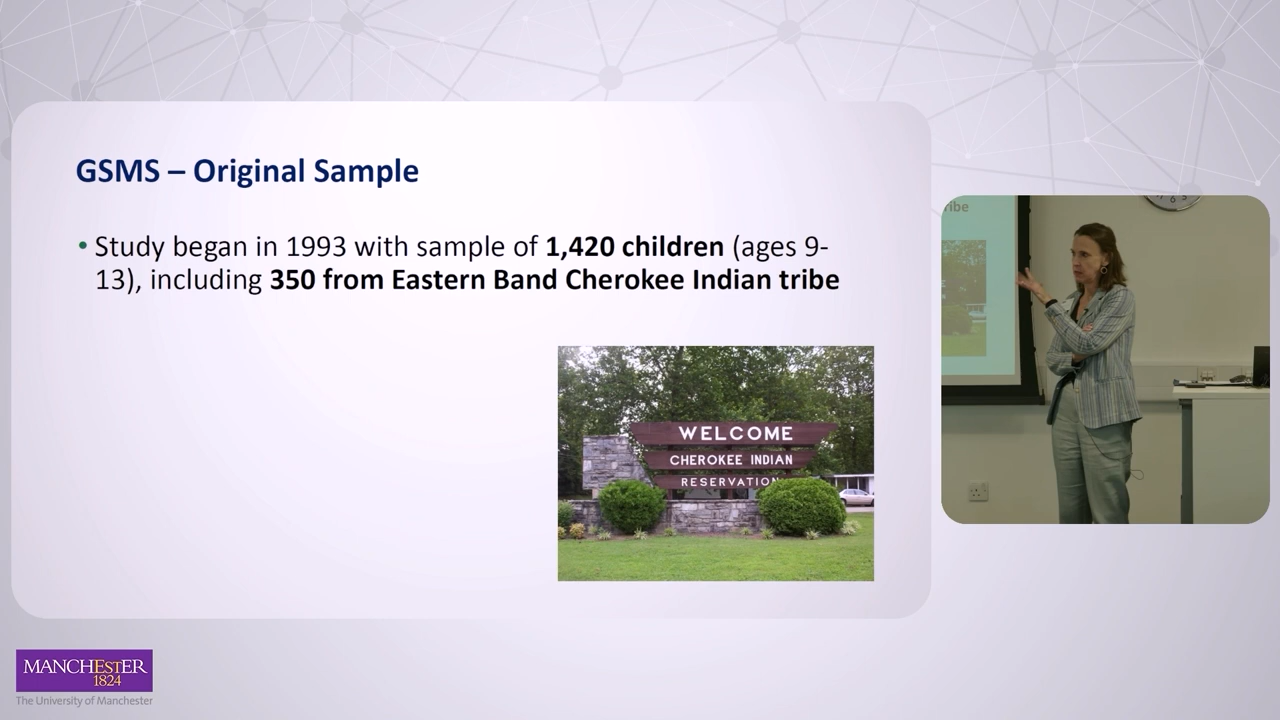 GSMS – Original Sample
• Study began in 1993 with sample of 1,420 children (ages 9-
13), including 350 from Eastern Band Cherokee Indian tribe
ribe
WELCOME
CHEROKEE INDIAN
RESERVATION
MANCHESTER
1824
The University of Manchester